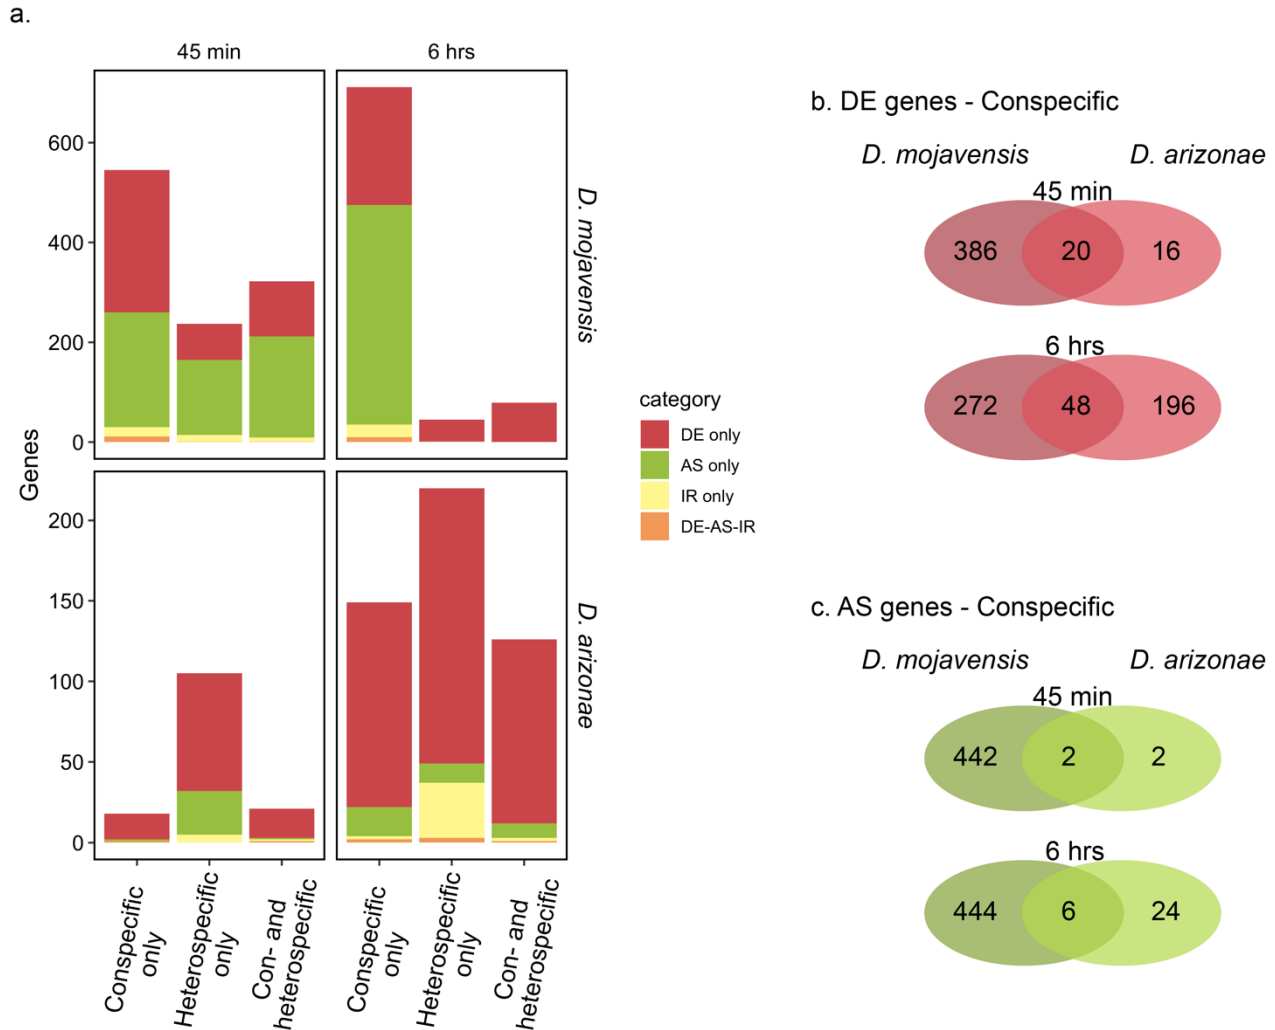 a.
45 min
6 hrs
600
400
200
0
D. mojavensis
200
150
100
50
0
D. arizonae
Genes
Conspecific
only
Heterospecific
only
Con- and
heterospecific
Conspecific
only
Heterospecific
only
Con- and
heterospecific
category
DE only
AS only
IR only
DE-AS-IR
b. DE genes - Conspecific
D. mojavensis D. arizonae
45 min
386 20 16
6 hrs
272 48 196
c. AS genes - Conspecific
D. mojavensis D. arizonae
45 min
442 2 2
6 hrs
444 6 24